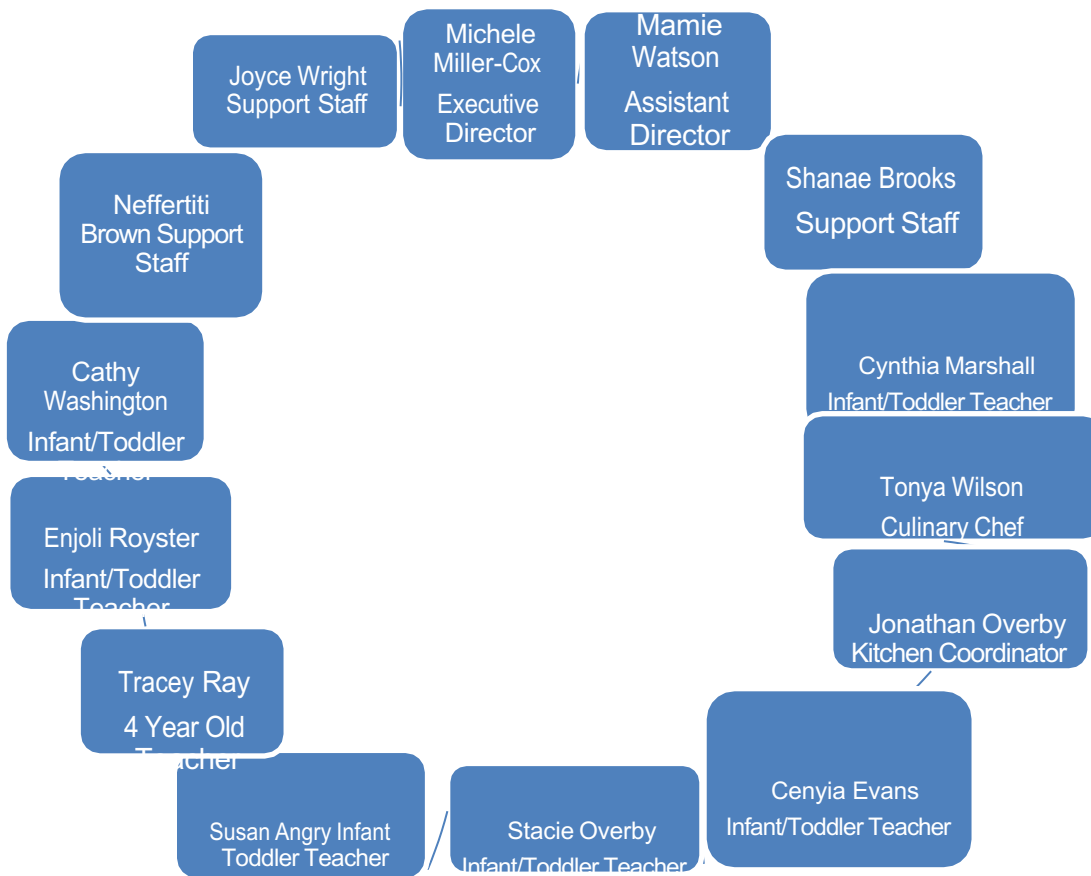 Michele
Miller-Cox
Executive
Director
Mamie
Watson
Assistant
Director
Shanae Brooks
Support Staff
Cynthia Marshall
Infant/Toddler Teacher
Tonya Wilson
Culinary Chef
Jonathan Overby
Kitchen Coordinator
Cenyia Evans
Infant/Toddler Teacher
Stacie Overby
Infant/Toddler Teacher
Susan Angry Infant
Toddler Teacher
Tracey Ray
4 Year Old
Teacher
Enjoli Royster
Infant/Toddler
Teacher
Cathy
Washington
Infant/Toddler
Teacher
Neffertiti
Brown Support
Staff
Joyce Wright
Support Staff